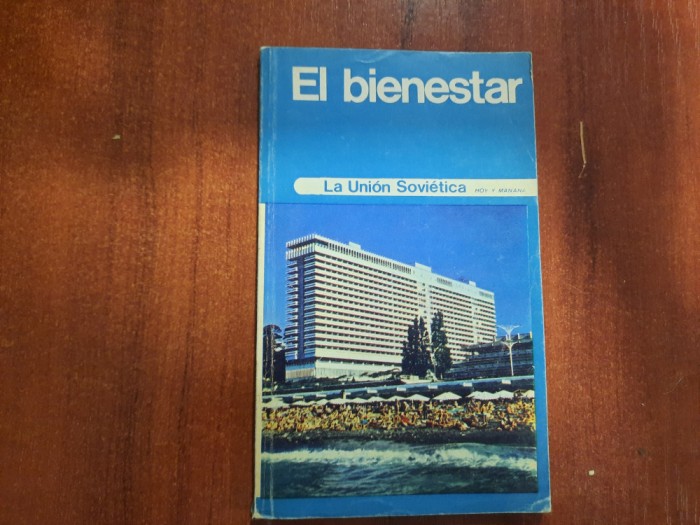 El bienestar
La Unión Soviética HOY Y MAÑANA